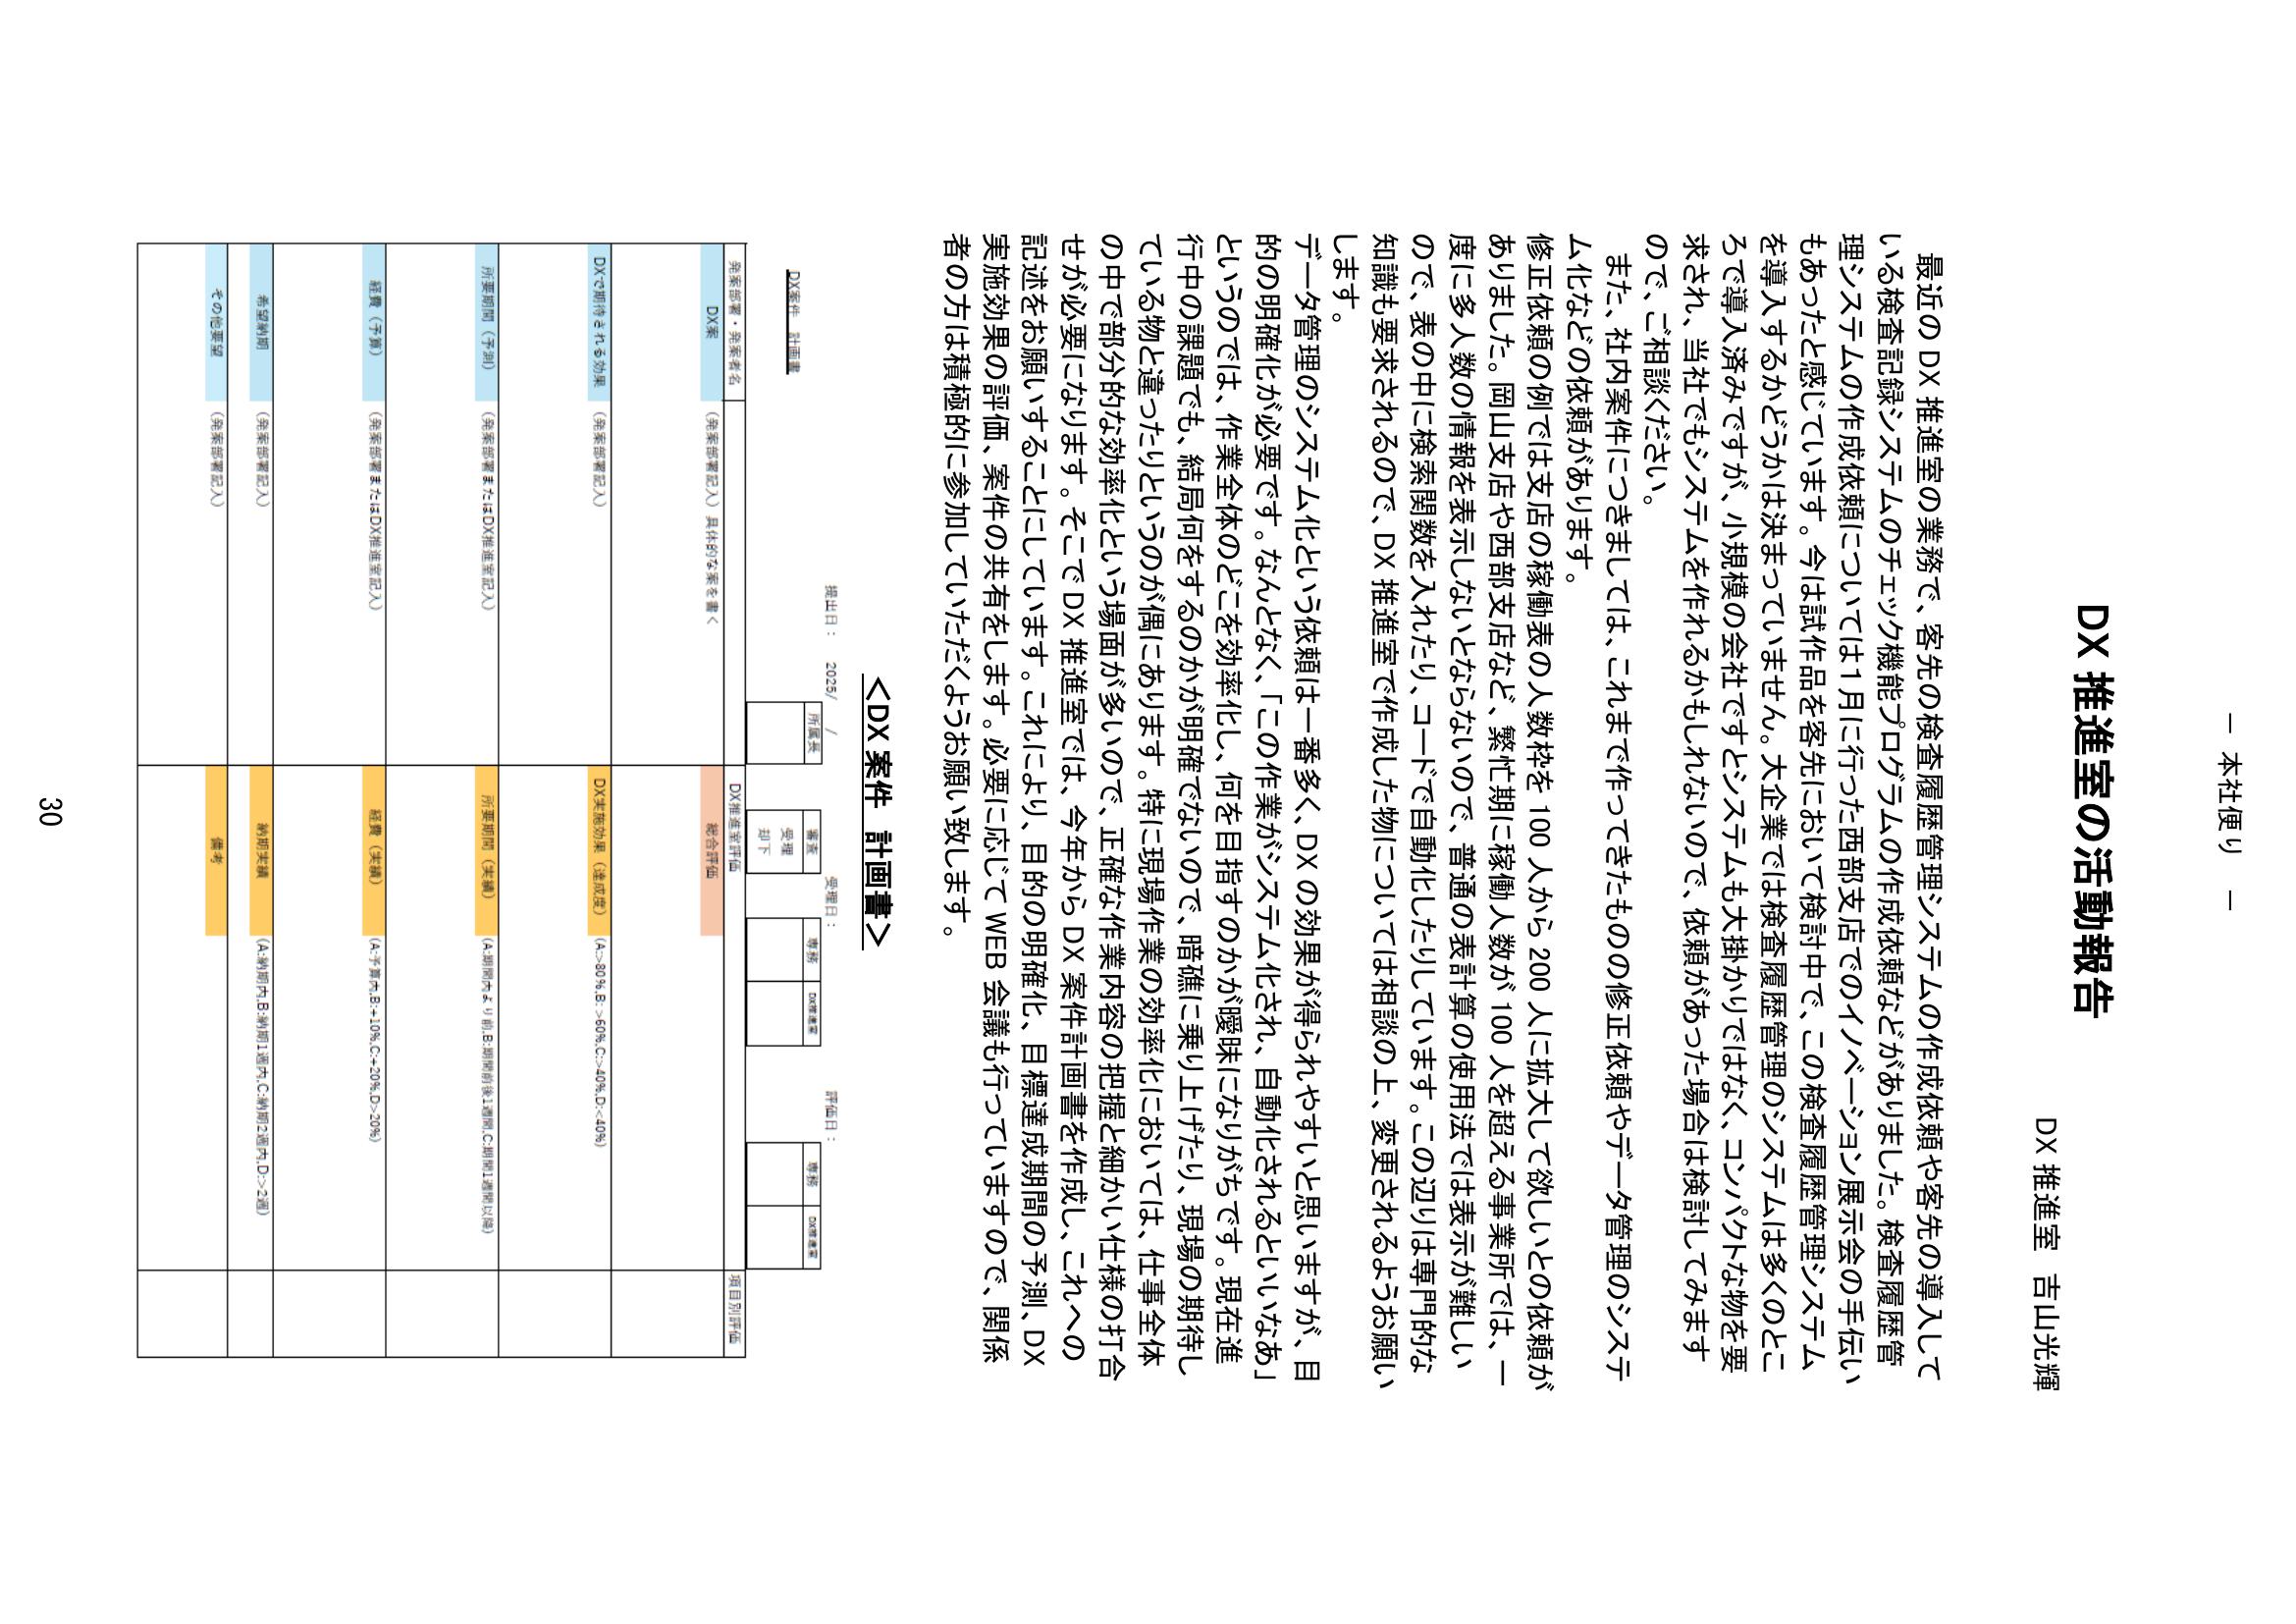 － 本社便り －
DX 推進室の活動報告
DX 推進室　吉山光輝
最近の DX 推進室の業務で、客先の検査履歴管理システムの作成依頼や客先の導入して
いる検査記録システムのチェック機能プログラムの作成依頼などがありました。検査履歴管
理システムの作成依頼については 1 月に行った西部支店でのイノベーション展示会の手伝い
もあったと感じています。今は試作品を客先において検討中で、この検査履歴管理システム
を導入するかどうかは決まっていません。大企業では検査履歴管理のシステムは多くのとこ
ろで導入済みですが、小規模の会社ですとシステムも大掛かりではなく、コンパクトな物を要
求され、当社でもシステムを作れるかもしれないので、依頼があった場合は検討してみます
ので、ご相談ください。
また、社内案件につきましては、これまで作ってきたものの修正依頼やデータ管理のシステ
ム化などの依頼があります。
修正依頼の例では支店の稼働表の人数枠を 100 人から 200 人に拡大して欲しいとの依頼が
ありました。岡山支店や西部支店など、繁忙期に稼働人数が 100 人を超える事業所では、一
度に多人数の情報を表示しないとならないので、普通の表計算の使用法では表示が難しい
ので、表の中に検索関数を入れたり、コードで自動化したりしています。この辺りは専門的な
知識も要求されるので、DX 推進室で作成した物については相談の上、変更されるようお願い
します。
データ管理のシステム化という依頼は一番多く、DX の効果が得られやすいと思いますが、目
的の明確化が必要です。なんとなく、「この作業がシステム化され、自動化されるといいなあ」
というのでは、作業全体のどこを効率化し、何を目指すのかが曖昧になりがちです。現在進
行中の課題でも、結局何をするのかが明確でないので、暗礁に乗り上げたり、現場の期待し
ている物と違ったりというのが偶にあります。特に現場作業の効率化においては、仕事全体
の中で部分的な効率化という場面が多いので、正確な作業内容の把握と細かい仕様の打合
せが必要になります。そこで DX 推進室では、今年から DX 案件計画書を作成し、これへの
記述をお願いすることにしています。これにより、目的の明確化、目標達成期間の予測、DX
実施効果の評価、案件の共有をします。必要に応じて WEB 会議も行っていますので、関係
者の方は積極的に参加していただくようお願い致します。
＜DX 案件 計画書＞
提出日： 2025/ / 受理日： 評価日：
DX案件 計画書
所属長 審査 専務 DX推進室 専務 DX推進室
受理
却下
発案部署・発案者名 DX推進室評価 項目別評価
DX案 （発案部署記入）具体的な案を書く 総合評価
DXで期待される効果 （発案部署記入） DX実施効果（達成度） (A:>80%,B:>60%,C:>40%,D:<40%)
所要期間（予測） （発案部署またはDX推進室記入） 所要期間（実績） (A:期間内より前,B:期間前後1週間,C:期間1週間以降)
経費（予算） （発案部署またはDX推進室記入） 経費（実績） (A:予算内,B:+10%,C:+20%,D>20%)
希望納期 （発案部署記入） 納期実績 (A:納期内,B:納期1週内,C:納期2週内,D:>2週)
その他要望 （発案部署記入） 備考
30